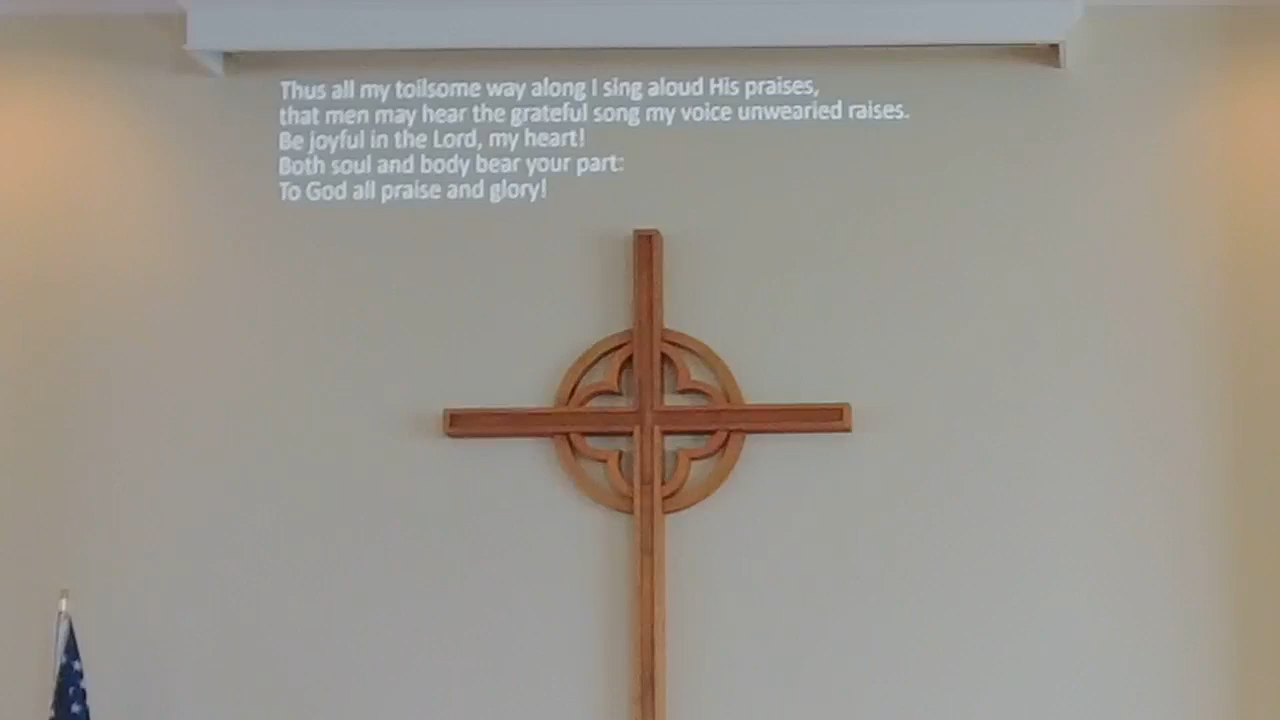 Thus all my toilsome way along I sing aloud His praises,
that men may hear the grateful song my voice unwearied raises.
Be joyful in the Lord, my heart!
Both soul and body bear your part:
To God all praise and glory!